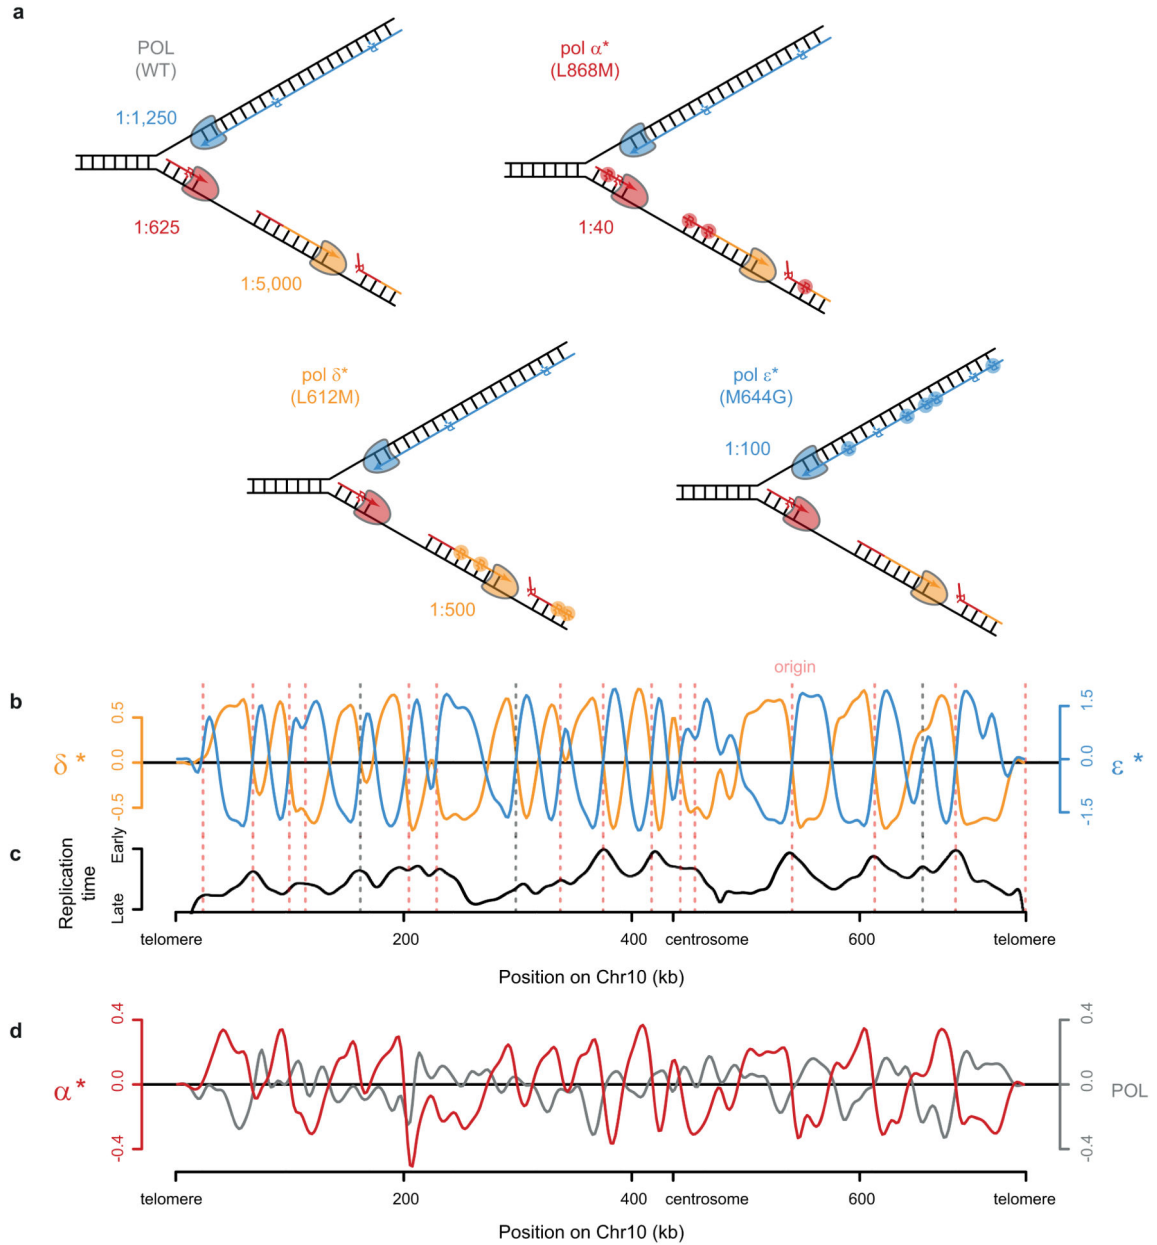 a
POL
(WT)
1:1,250
1:625
1:5,000
pol α*
(L868M)
1:40
pol δ*
(L612M)
1:500
pol ε*
(M644G)
1:100
origin
b
δ*
0.5
0.0
-0.5
1.5
0.0
-1.5
ε*
c
Replication
time
Early
Late
telomere
200
400
centrosome
600
telomere
Position on Chr10 (kb)
d
α*
0.4
0.0
-0.4
0.4
0.0
-0.4
POL
telomere
200
400
centrosome
600
telomere
Position on Chr10 (kb)